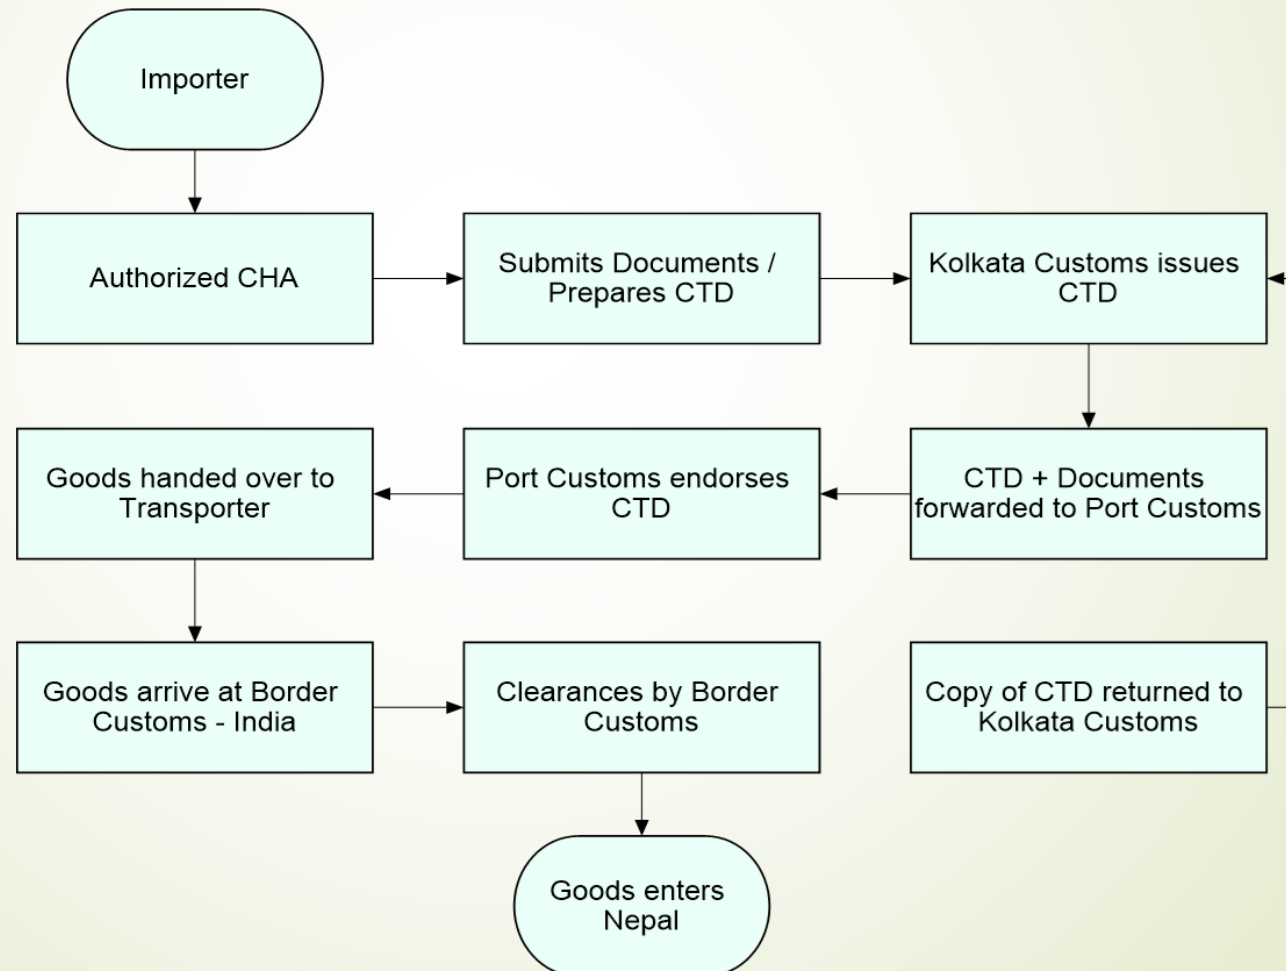 Importer
Authorized CHA
Submits Documents /
Prepares CTD
Kolkata Customs issues
CTD
Goods handed over to
Transporter
Port Customs endorses
CTD
CTD + Documents
forwarded to Port Customs
Goods arrive at Border
Customs - India
Clearances by Border
Customs
Copy of CTD returned to
Kolkata Customs
Goods enters
Nepal